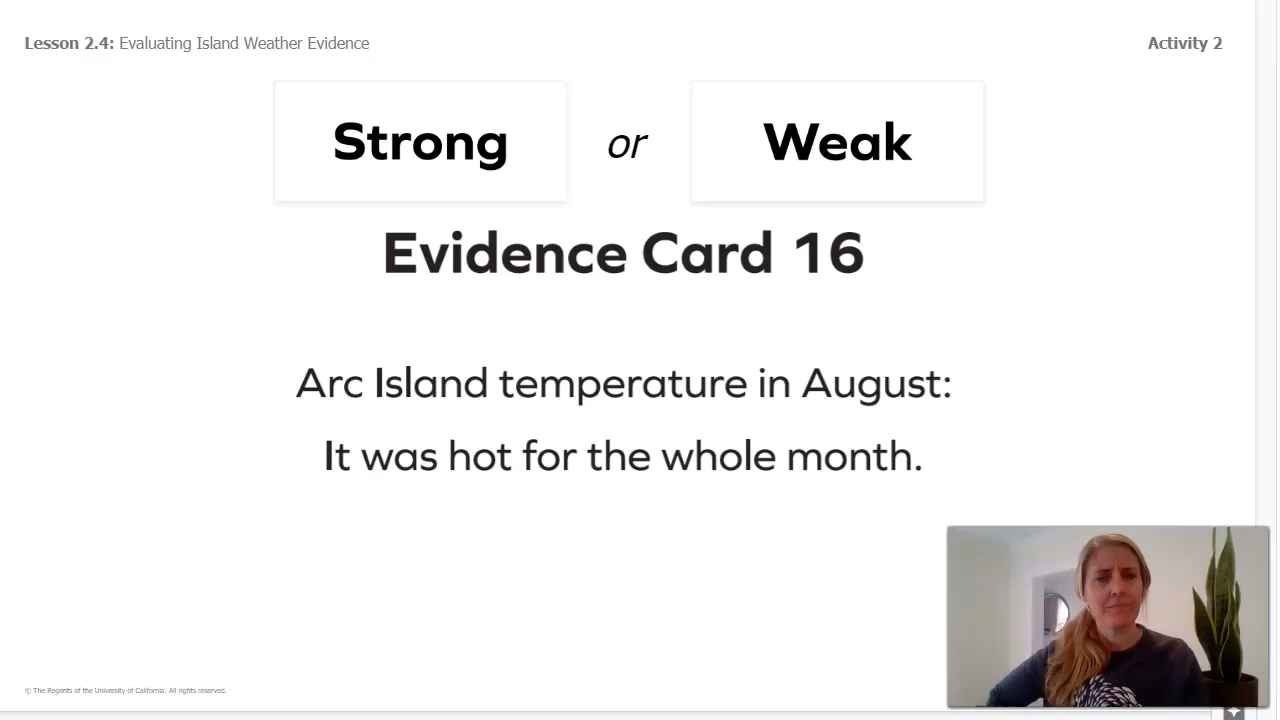 Lesson 2.4: Evaluating Island Weather Evidence
Activity 2
Strong or Weak
Evidence Card 16
Arc Island temperature in August:
It was hot for the whole month.
© The Regents of the University of California. All rights reserved.